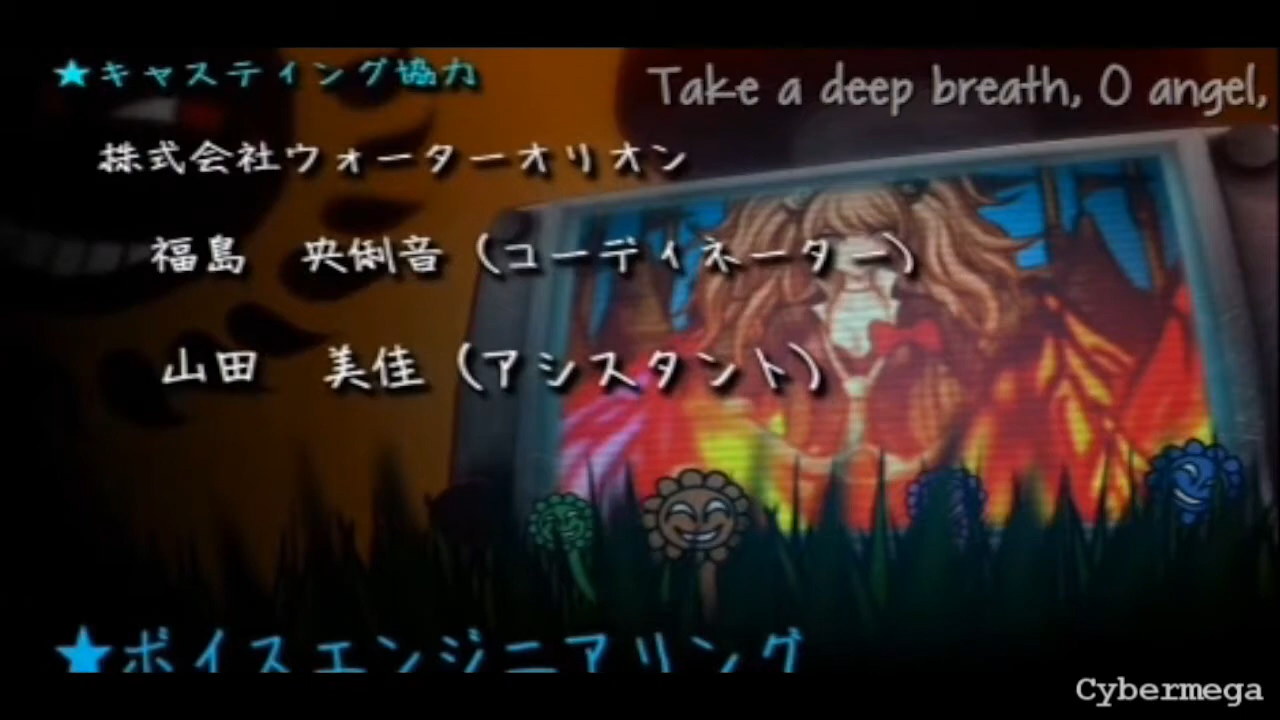 ★キャスティング協力
Take a deep breath, O angel,
株式会社ウォーターオリオン
福島 央俐音(コーディネーター)
山田 美佳(アシスタント)
★ボイスエンジニアリング
Cybermega